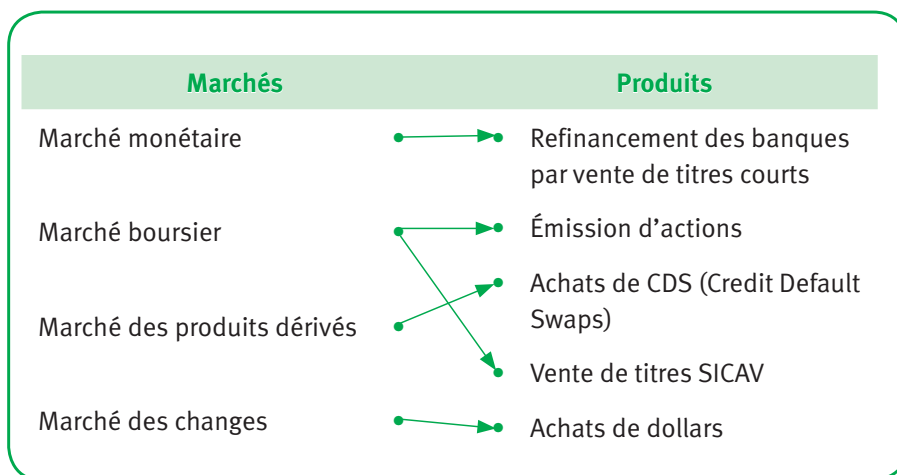 Marchés
Produits
Marché monétaire
Refinancement des banques
par vente de titres courts
Marché boursier
Émission d’actions
Achats de CDS (Credit Default
Swaps)
Marché des produits dérivés
Vente de titres SICAV
Marché des changes
Achats de dollars